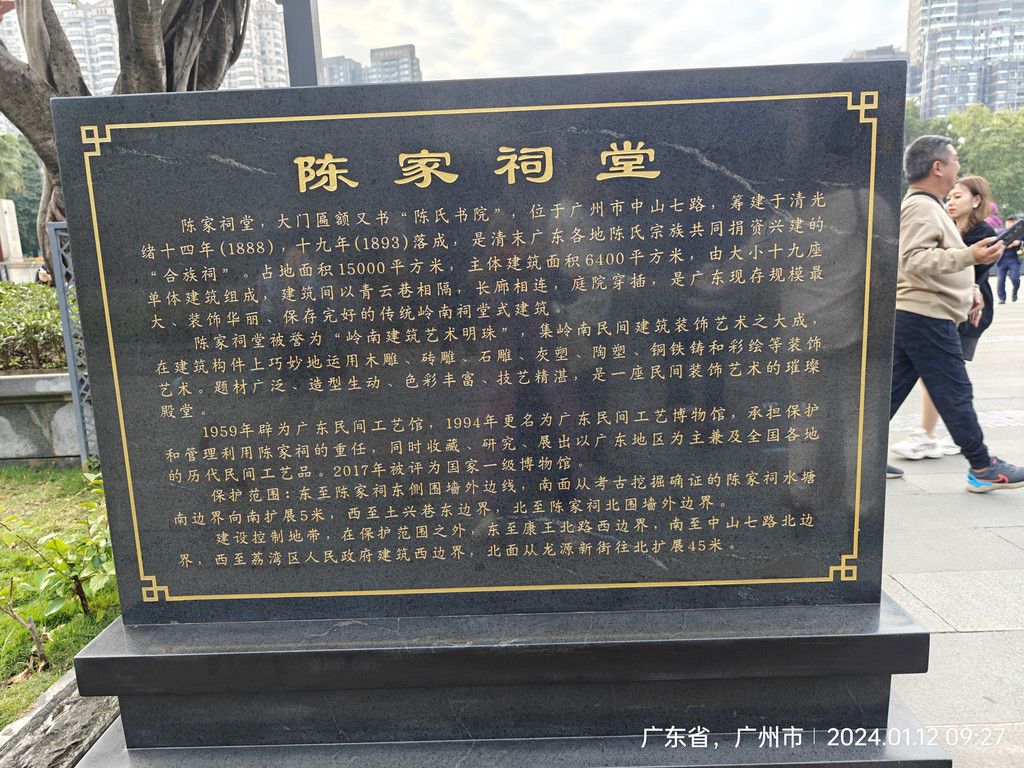 陈家祠堂
陈家祠堂，大门匾额又书“陈氏书院”，位于广州市中山七路，筹建于清光
绪十四年(1888)，十九年(1893)落成，是清末广东各地陈氏宗族共同捐资兴建的
“合族祠”。占地面积15000平方米，主体建筑面积6400平方米，由大小十九座
单体建筑组成，建筑间以青云巷相隔，长廊相连，庭院穿插，是广东现存规模最
大、装饰华丽、保存完好的传统岭南祠堂式建筑。
陈家祠堂被誉为“岭南建筑艺术明珠”，集岭南民间建筑装饰艺术之大成，
在建筑构件上巧妙地运用木雕、砖雕、石雕、灰塑、陶塑、铜铁铸和彩绘等装饰
艺术。题材广泛、造型生动、色彩丰富、技艺精湛，是一座民间装饰艺术的璀璨
殿堂。
1959年辟为广东民间工艺馆，1994年更名为广东民间工艺博物馆，承担保护
和管理利用陈家祠的重任，同时收藏、研究、展出以广东地区为主兼及全国各地
的历代民间工艺品。2017年被评为国家一级博物馆。
保护范围：东至陈家祠东侧围墙外边线，南面从考古挖掘确证的陈家祠水塘
南边界向南扩展5米，西至土兴巷东边界，北至陈家祠北围墙外边界。
建设控制地带，在保护范围之外，东至康王北路西边界，南至中山七路北边
界，西至荔湾区人民政府建筑西边界，北面从龙源新街往北扩展45米。
广东省，广州市 | 2024.01.12 09:27